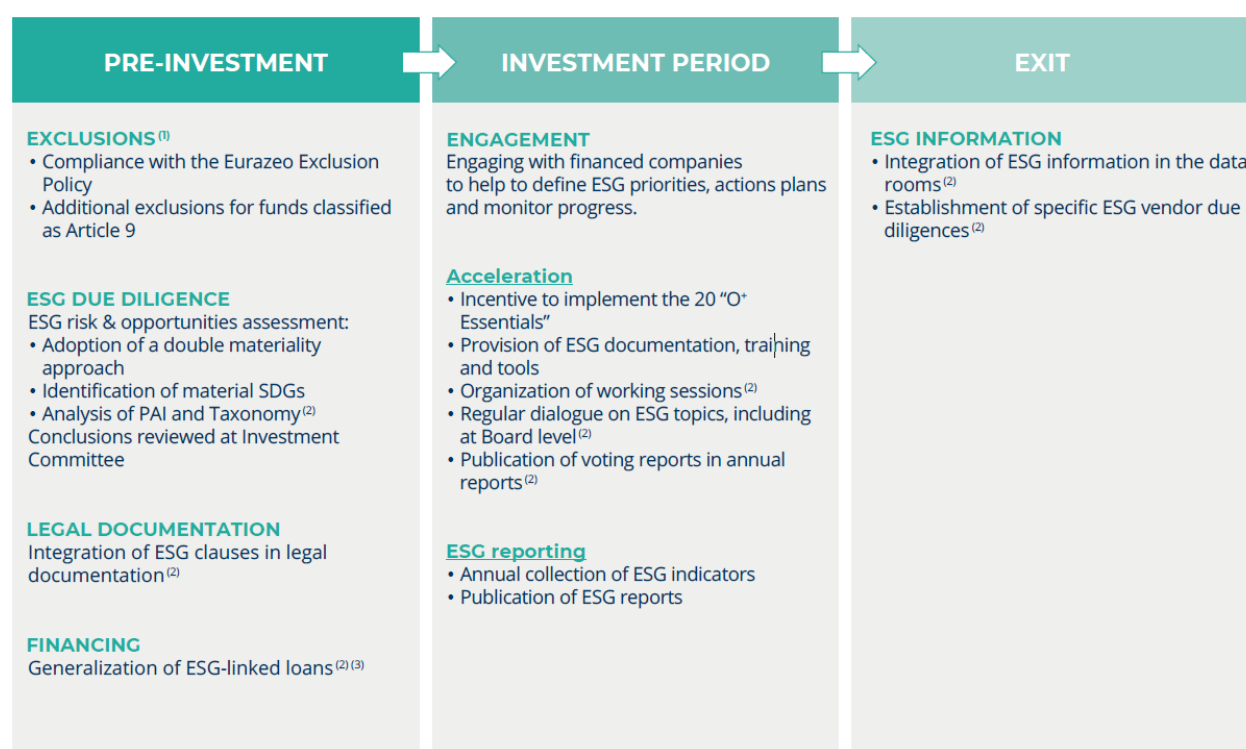 PRE-INVESTMENT
EXCLUSIONS (1)
• Compliance with the Eurazeo Exclusion
Policy
• Additional exclusions for funds classified
as Article 9
ESG DUE DILIGENCE
ESG risk & opportunities assessment:
• Adoption of a double materiality
approach
• Identification of material SDGs
• Analysis of PAI and Taxonomy (2)
Conclusions reviewed at Investment
Committee
LEGAL DOCUMENTATION
Integration of ESG clauses in legal
documentation (2)
FINANCING
Generalization of ESG-linked loans (2) (3)
INVESTMENT PERIOD
ENGAGEMENT
Engaging with financed companies
to help to define ESG priorities, actions plans
and monitor progress.
Acceleration
• Incentive to implement the 20 “O+
Essentials”
• Provision of ESG documentation, training
and tools
• Organization of working sessions (2)
• Regular dialogue on ESG topics, including
at Board level (2)
• Publication of voting reports in annual
reports (2)
ESG reporting
• Annual collection of ESG indicators
• Publication of ESG reports
EXIT
ESG INFORMATION
• Integration of ESG information in the data
rooms (2)
• Establishment of specific ESG vendor due
diligences (2)